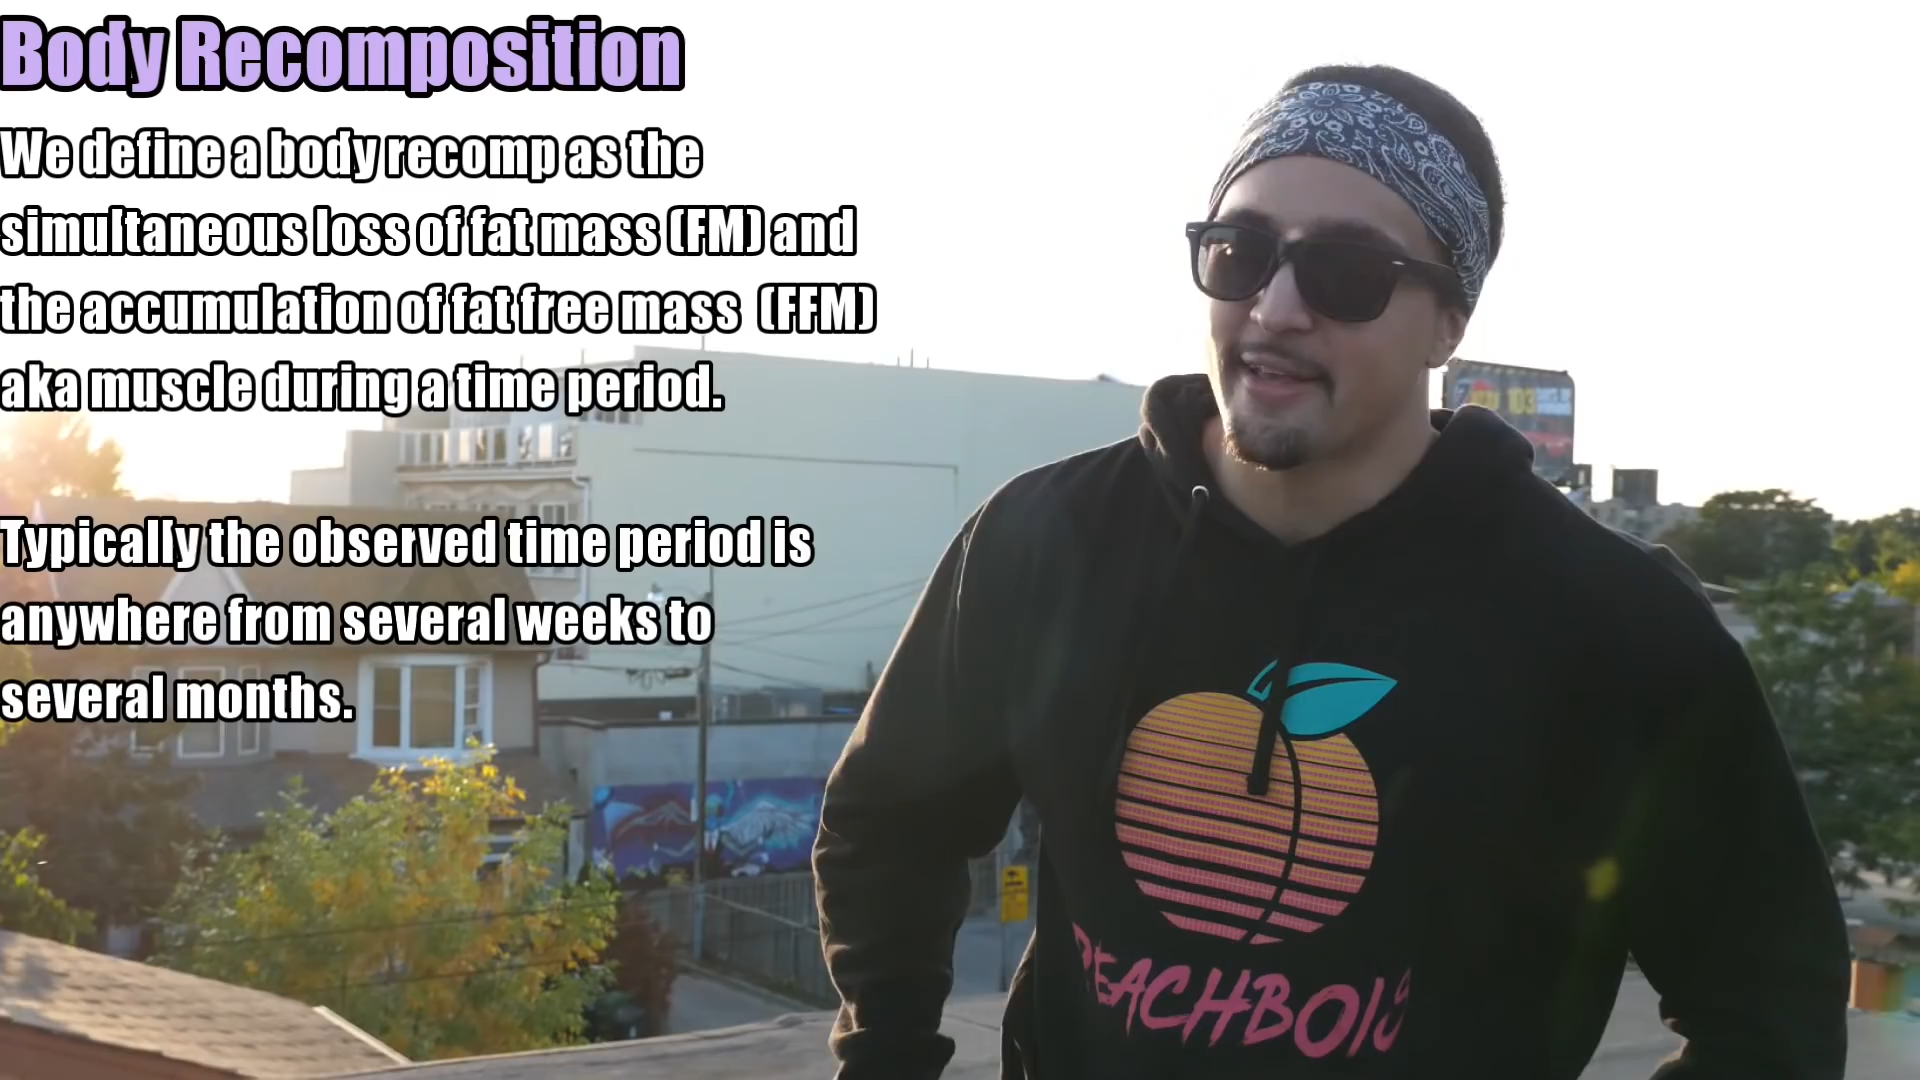 Body Recomposition
We define a body recomp as the
simultaneous loss of fat mass (FM) and
the accumulation of fat free mass (FFM)
aka muscle during a time period.
Typically the observed time period is
anywhere from several weeks to
several months.
103
PEACHBOIS